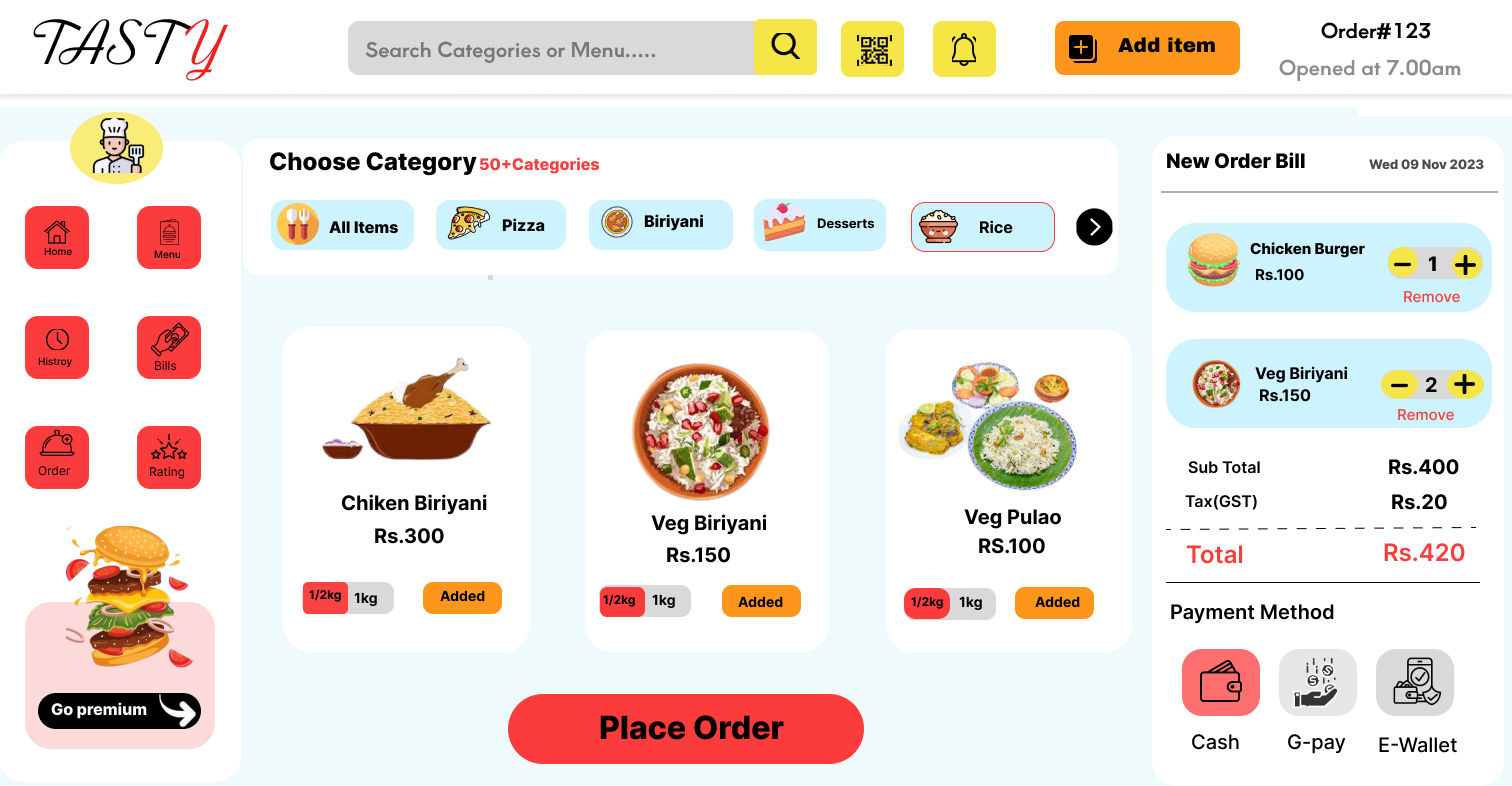 TASTY
Search Categories or Menu.....
Add item
Order#123
Opened at 7.00am
Home
Menu
Histroy
Bills
Order
Rating
Go premium
Choose Category 50+Categories
All Items
Pizza
Biriyani
Desserts
Rice
Chiken Biriyani
Rs.300
1/2kg 1kg Added
Veg Biriyani
Rs.150
1/2kg 1kg Added
Veg Pulao
RS.100
1/2kg 1kg Added
Place Order
New Order Bill Wed 09 Nov 2023
Chicken Burger
Rs.100
− 1 +
Remove
Veg Biriyani
Rs.150
− 2 +
Remove
Sub Total Rs.400
Tax(GST) Rs.20
Total Rs.420
Payment Method
Cash G-pay E-Wallet